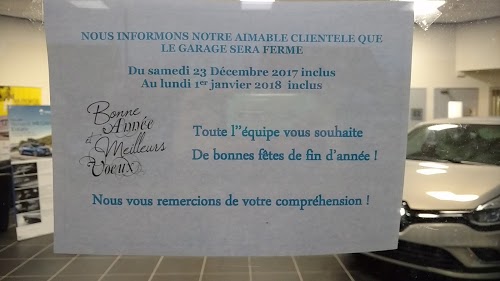 NOUS INFORMONS NOTRE AIMABLE CLIENTELE QUE
LE GARAGE SERA FERME
Du samedi 23 Décembre 2017 inclus
Au lundi 1er janvier 2018 inclus
Bonne
Année
et Meilleurs
Voeux
Toute l''équipe vous souhaite
De bonnes fêtes de fin d'année !
Nous vous remercions de votre compréhension !